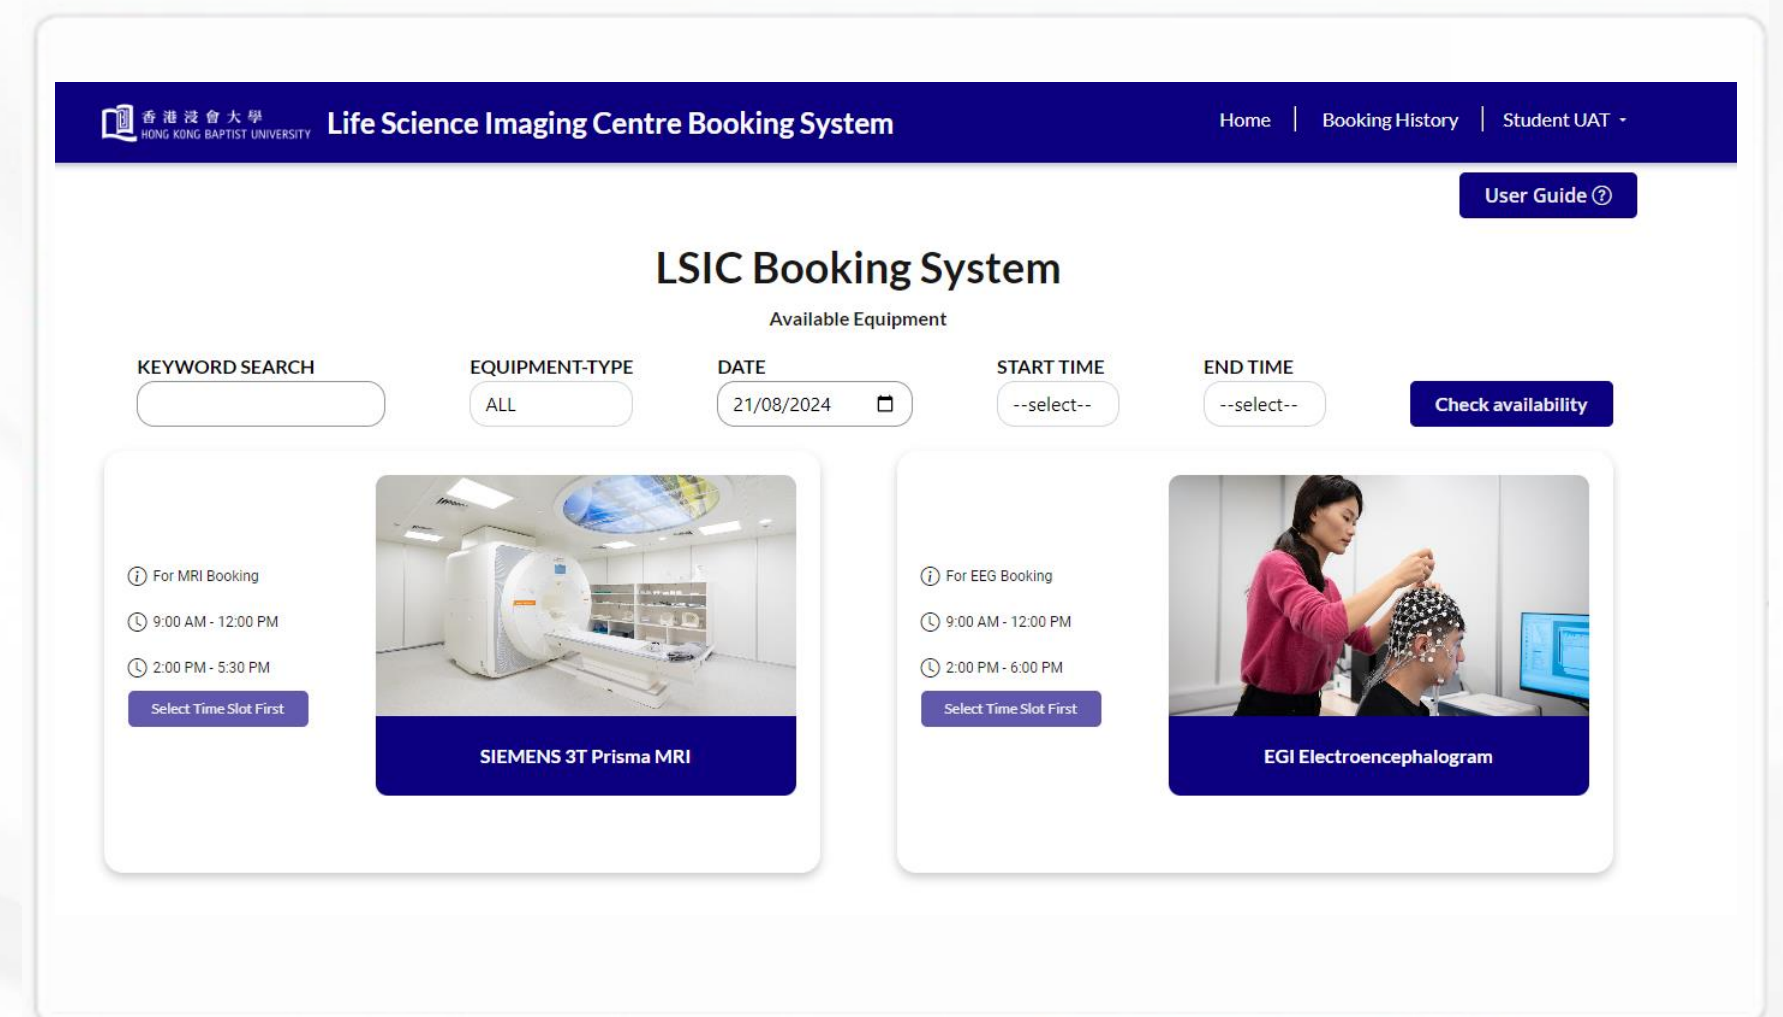 香港浸會大學
HONG KONG BAPTIST UNIVERSITY
Life Science Imaging Centre Booking System
Home
Booking History
Student UAT
User Guide
LSIC Booking System
Available Equipment
KEYWORD SEARCH
EQUIPMENT-TYPE
DATE
START TIME
END TIME
ALL
21/08/2024
--select--
--select--
Check availability
For MRI Booking
9:00 AM - 12:00 PM
2:00 PM - 5:30 PM
Select Time Slot First
SIEMENS 3T Prisma MRI
For EEG Booking
9:00 AM - 12:00 PM
2:00 PM - 6:00 PM
Select Time Slot First
EGI Electroencephalogram